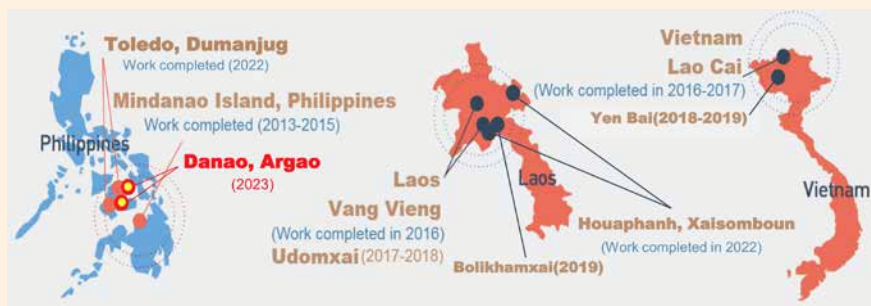 Toledo, Dumanjug
Work completed (2022)
Mindanao Island, Philippines
Work completed (2013-2015)
Philippines
Danao, Argao
(2023)
Laos
Vang Vieng
(Work completed in 2016)
Udomxai (2017-2018)
Laos
Bolikhamxai(2019)
Houaphanh, Xaisomboun
(Work completed in 2022)
Vietnam
Lao Cai
(Work completed in 2016-2017)
Yen Bai(2018-2019)
Vietnam